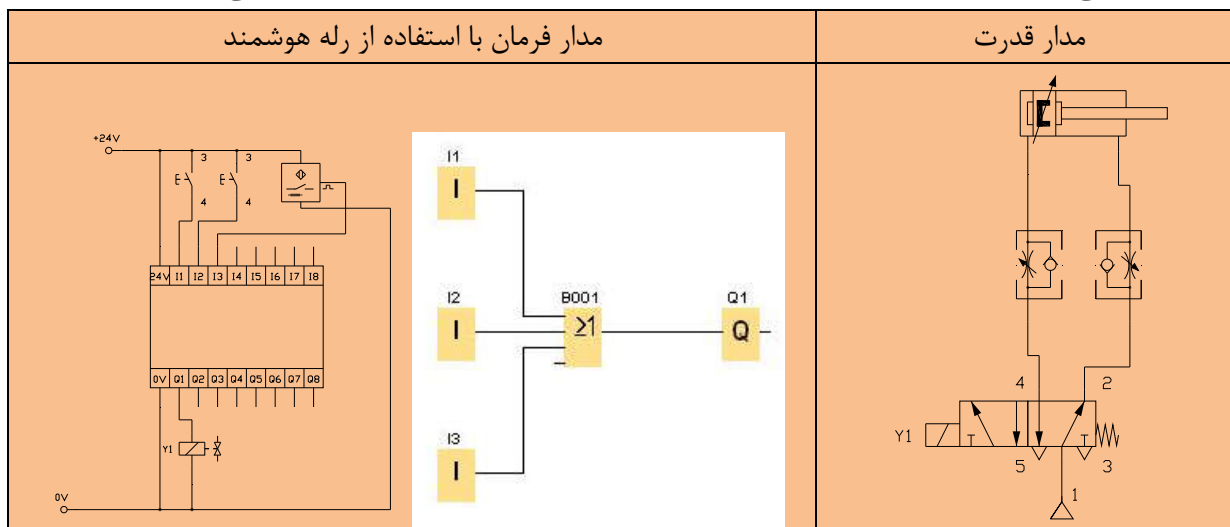 مدار فرمان با استفاده از رله هوشمند
مدار قدرت
+24V
3 3
4 4
24V I1 I2 I3 I4 I5 I6 I7 I8
0V Q1 Q2 Q3 Q4 Q5 Q6 Q7 Q8
Y1
0V
I1
I
I2
I
I3
I
B001
≥1
Q1
Q
4 2
Y1
5 3
1